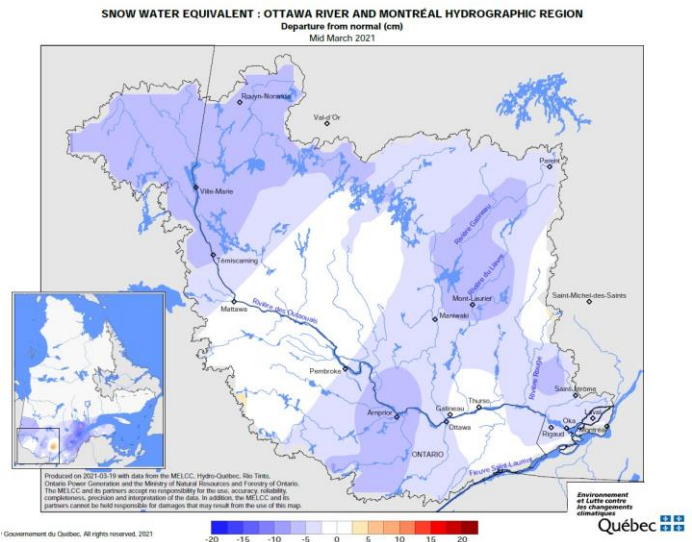 SNOW WATER EQUIVALENT : OTTAWA RIVER AND MONTRÉAL HYDROGRAPHIC REGION
Departure from normal (cm)
Mid March 2021
Rouyn-Noranda
Val-d'Or
Parent
Ville-Marie
Rivière Gatineau
Témiscaming
Rivière du Lièvre
Mont-Laurier
Saint-Michel-des-Saints
Mattawa
Rivière des Outaouais
Maniwaki
Pembroke
Rivière Rouge
Saint-Jérôme
Arnprior
Gatineau
Thurso
Laval
Oka
Ottawa
Rigaud
Montréal
ONTARIO
Fleuve Saint-Laurent
Produced on 2021-03-19 with data from the MELCC, Hydro-Québec, Rio Tinto,
Ontario Power Generation and the Ministry of Natural Resources and Forestry of Ontario.
The MELCC and its partners accept no responsibility for the use, accuracy, reliability,
completeness, precision and interpretation of the data. In addition, the MELCC and its
partners cannot be held responsible for damages that may result from the use of this map.
Environnement
et Lutte contre
les changements
climatiques
Québec
Gouvernement du Québec, All rights reserved, 2021
-20 -15 -10 -5 0 5 10 15 20